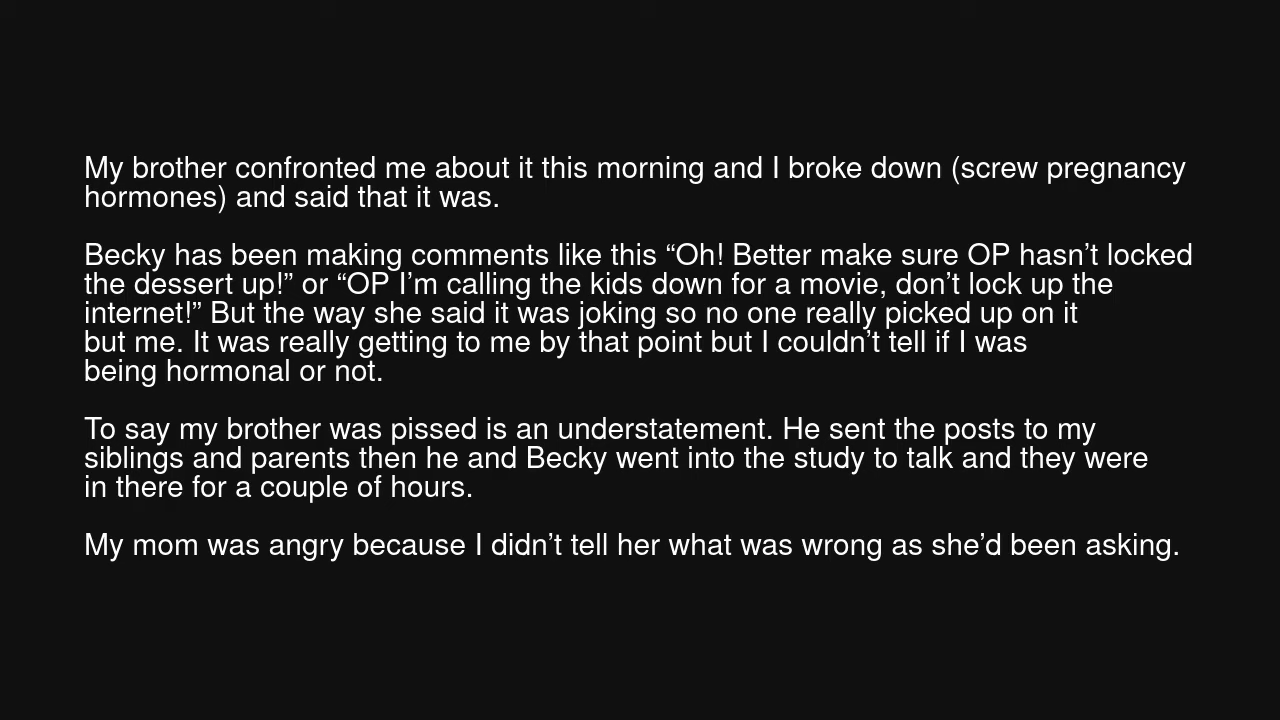 My brother confronted me about it this morning and I broke down (screw pregnancy
hormones) and said that it was.
Becky has been making comments like this “Oh! Better make sure OP hasn’t locked
the dessert up!” or “OP I’m calling the kids down for a movie, don’t lock up the
internet!” But the way she said it was joking so no one really picked up on it
but me. It was really getting to me by that point but I couldn’t tell if I was
being hormonal or not.
To say my brother was pissed is an understatement. He sent the posts to my
siblings and parents then he and Becky went into the study to talk and they were
in there for a couple of hours.
My mom was angry because I didn’t tell her what was wrong as she’d been asking.